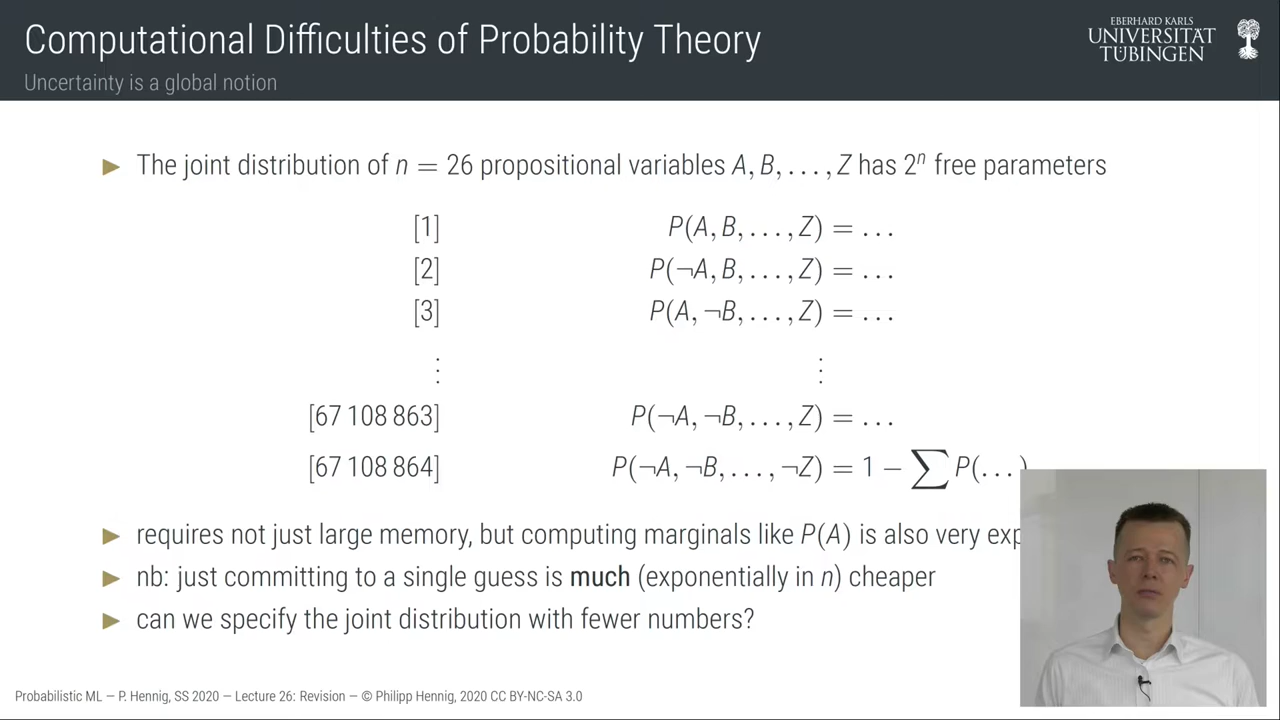 Computational Difficulties of Probability Theory
EBERHARD KARLS
UNIVERSITÄT
TÜBINGEN
Uncertainty is a global notion
▶ The joint distribution of n = 26 propositional variables A, B, . . . , Z has 2ⁿ free parameters
[1] P(A, B, . . . , Z) = . . .
[2] P(¬A, B, . . . , Z) = . . .
[3] P(A, ¬B, . . . , Z) = . . .
⋮ ⋮
[67 108 863] P(¬A, ¬B, . . . , Z) = . . .
[67 108 864] P(¬A, ¬B, . . . , ¬Z) = 1 − ∑ P(. . .)
▶ requires not just large memory, but computing marginals like P(A) is also very
▶ nb: just committing to a single guess is much (exponentially in n) cheaper
▶ can we specify the joint distribution with fewer numbers?
Probabilistic ML — P. Hennig, SS 2020 — Lecture 26: Revision — © Philipp Hennig, 2020 CC BY-NC-SA 3.0